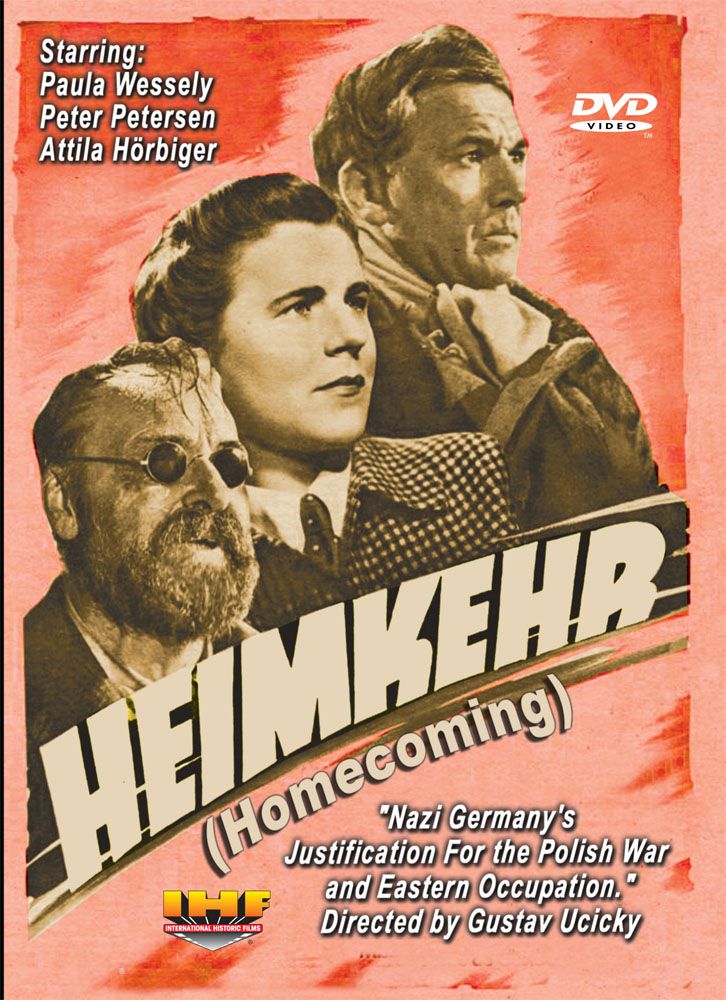 Starring:
Paula Wessely
Peter Petersen
Attila Hörbiger
DVD
VIDEO
TM
HEIMKEHR
(Homecoming)
"Nazi Germany's
Justification For the Polish War
and Eastern Occupation."
Directed by Gustav Ucicky
IHF
INTERNATIONAL HISTORIC FILMS
®